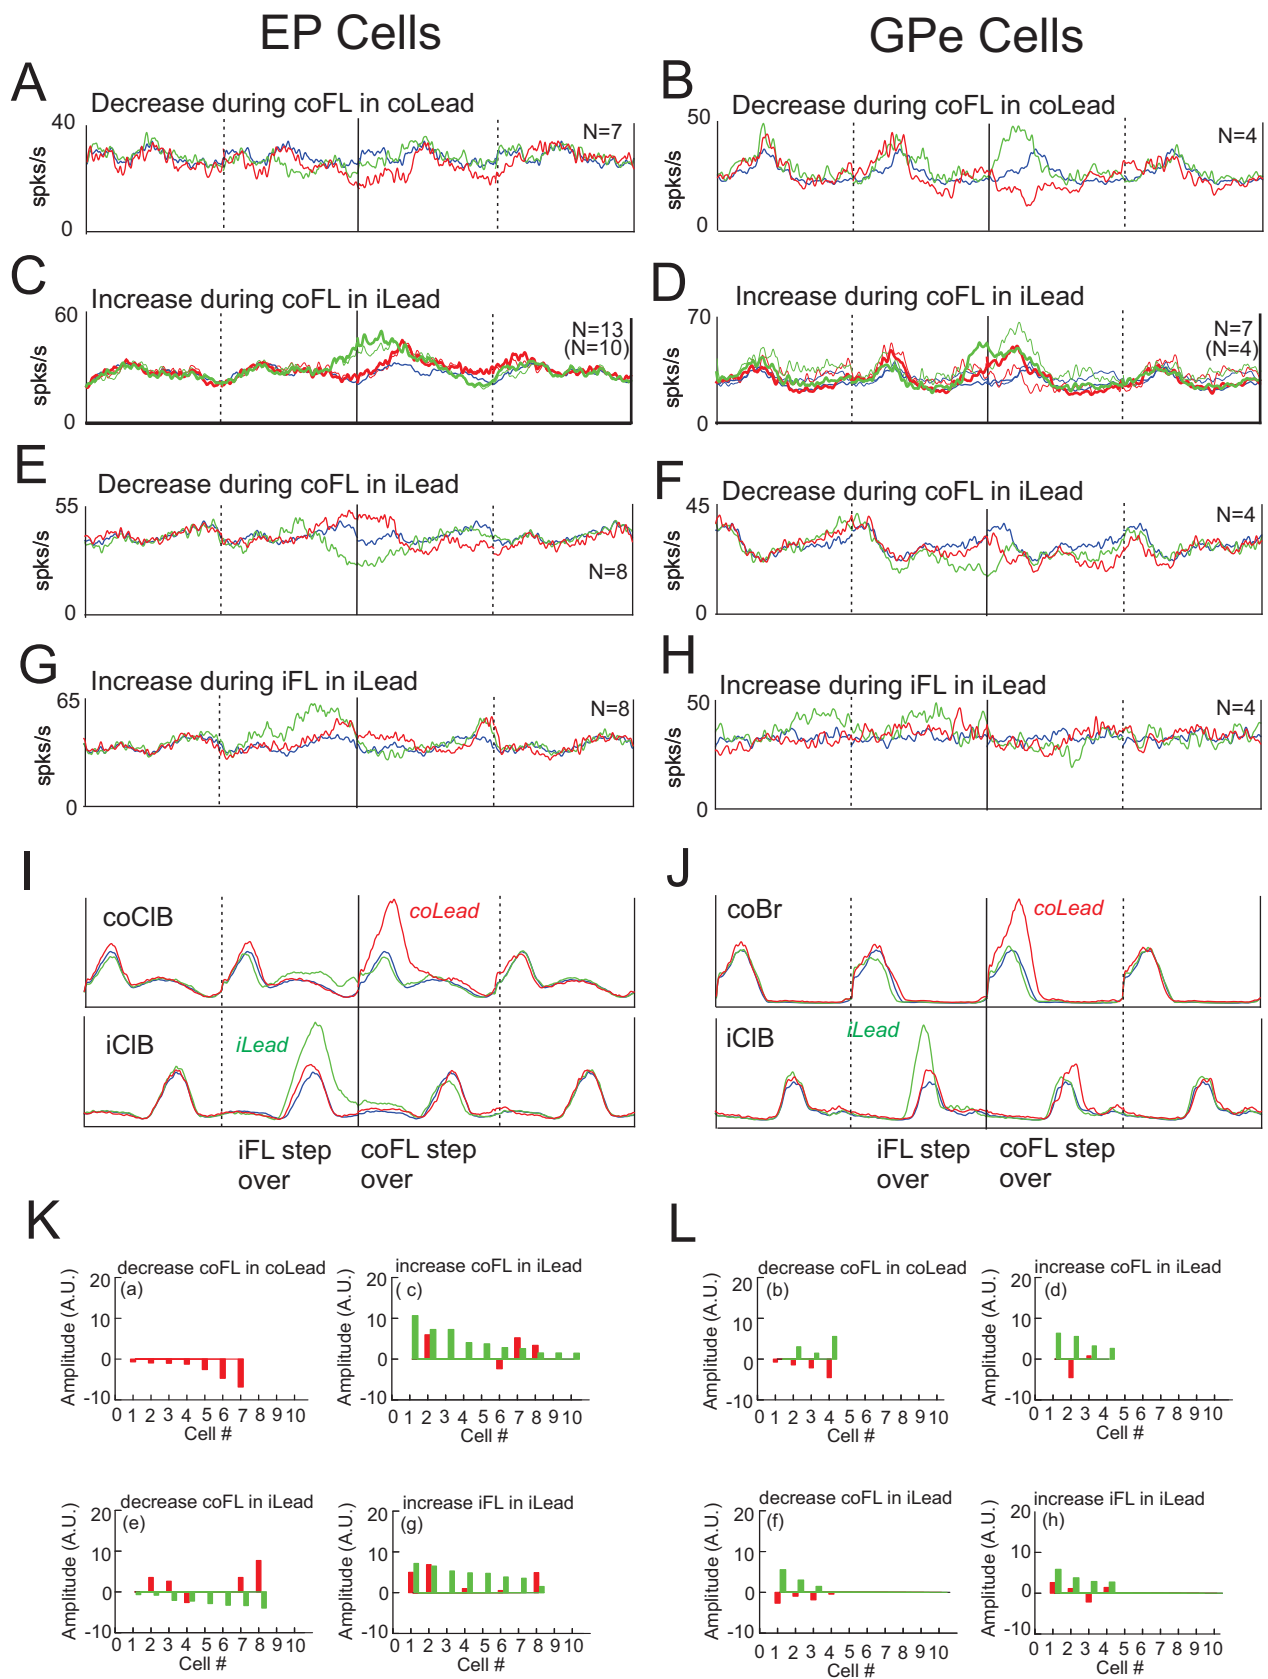 EP Cells
GPe Cells
A
Decrease during coFL in coLead
40
N=7
spks/s
0
B
Decrease during coFL in coLead
50
N=4
spks/s
0
C
Increase during coFL in iLead
60
N=13
(N=10)
spks/s
0
D
Increase during coFL in iLead
70
N=7
(N=4)
spks/s
0
E
Decrease during coFL in iLead
55
N=8
spks/s
0
F
Decrease during coFL in iLead
45
N=4
spks/s
0
G
Increase during iFL in iLead
65
N=8
spks/s
0
H
Increase during iFL in iLead
50
N=4
spks/s
0
I
coClB
coLead
iClB
iLead
iFL step
over
coFL step
over
J
coBr
coLead
iClB
iLead
iFL step
over
coFL step
over
K
decrease coFL in coLead
(a)
Amplitude (A.U.)
20
10
0
-10
0 1 2 3 4 5 6 7 8 9 10
Cell #
increase coFL in iLead
( c)
Amplitude (A.U.)
20
10
0
-10
0 1 2 3 4 5 6 7 8 9 10
Cell #
decrease coFL in iLead
(e)
Amplitude (A.U.)
20
10
0
-10
0 1 2 3 4 5 6 7 8 9 10
Cell #
increase iFL in iLead
(g)
Amplitude (A.U.)
20
10
0
-10
0 1 2 3 4 5 6 7 8 9 10
Cell #
L
decrease coFL in coLead
(b)
Amplitude (A.U.)
20
10
0
-10
0 1 2 3 4 5 6 7 8 9 10
Cell #
increase coFL in iLead
(d)
Amplitude (A.U.)
20
10
0
-10
0 1 2 3 4 5 6 7 8 9 10
Cell #
decrease coFL in iLead
(f)
Amplitude (A.U.)
20
10
0
-10
0 1 2 3 4 5 6 7 8 9 10
Cell #
increase iFL in iLead
(h)
Amplitude (A.U.)
20
10
0
-10
0 1 2 3 4 5 6 7 8 9 10
Cell #